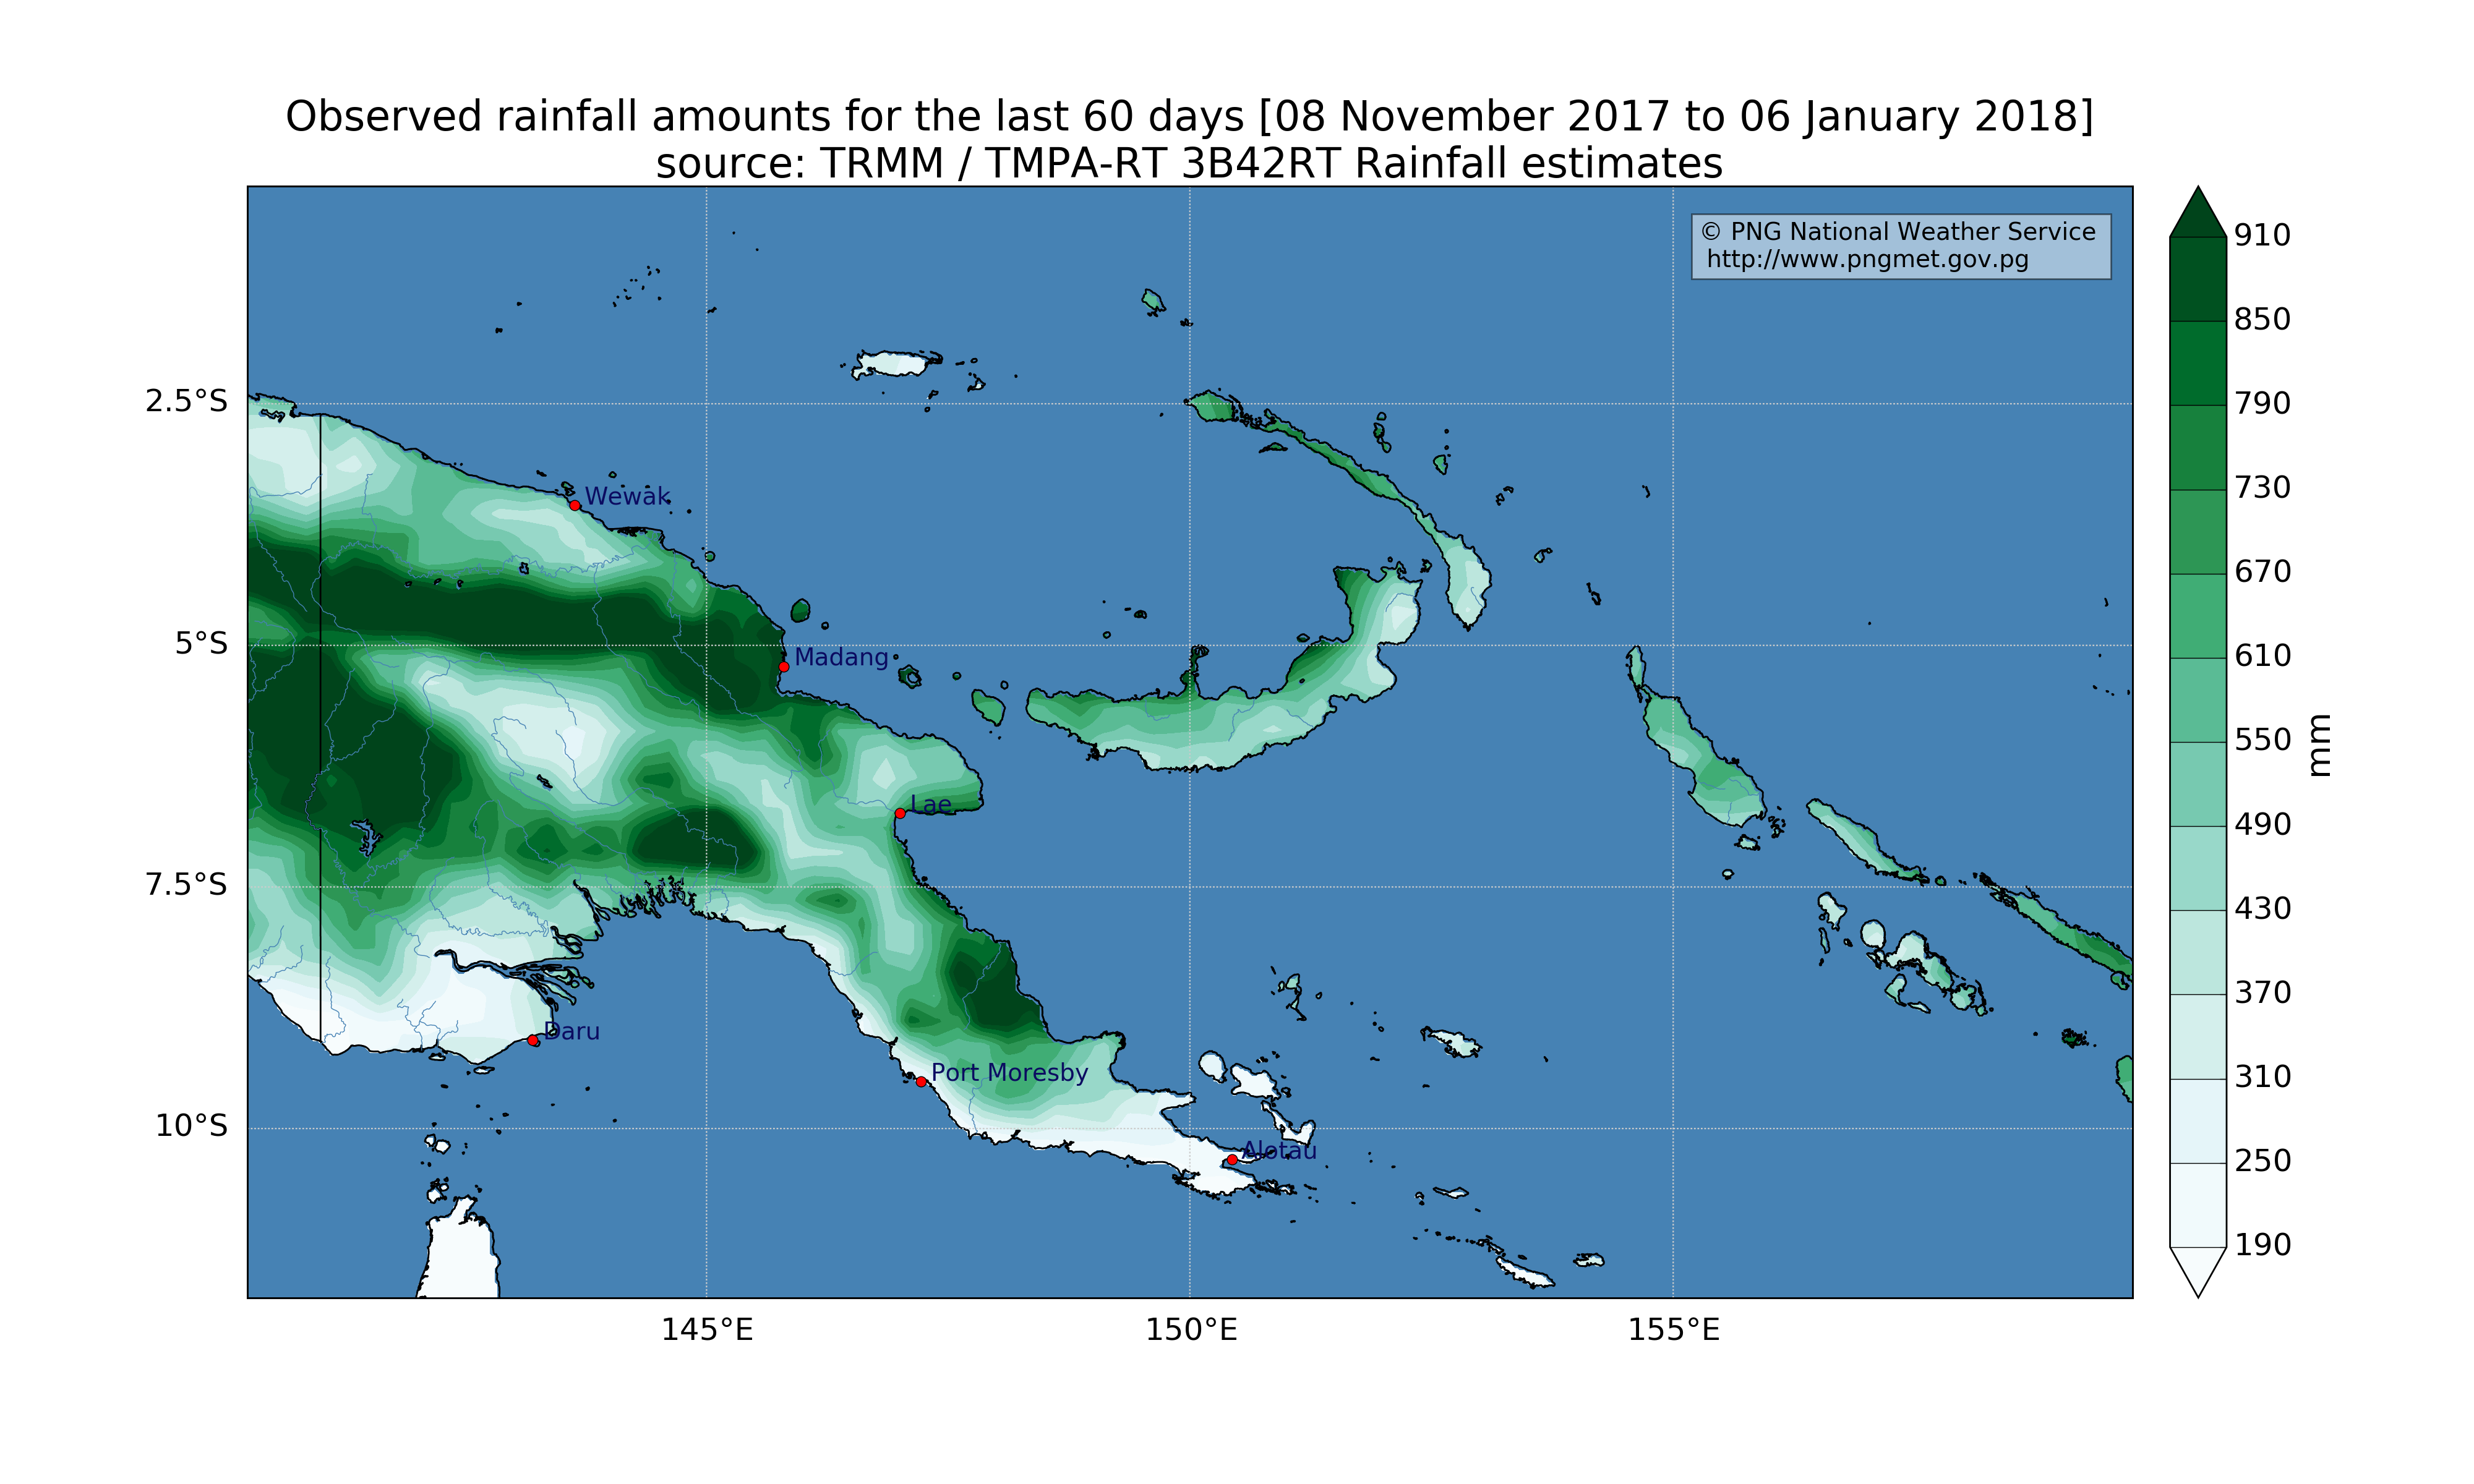 Observed rainfall amounts for the last 60 days [08 November 2017 to 06 January 2018]
source: TRMM / TMPA-RT 3B42RT Rainfall estimates
© PNG National Weather Service
http://www.pngmet.gov.pg
2.5°S
5°S
7.5°S
10°S
145°E
150°E
155°E
Wewak
Madang
Lae
Daru
Port Moresby
Alotau
910
850
790
730
670
610
550
490
430
370
310
250
190
mm